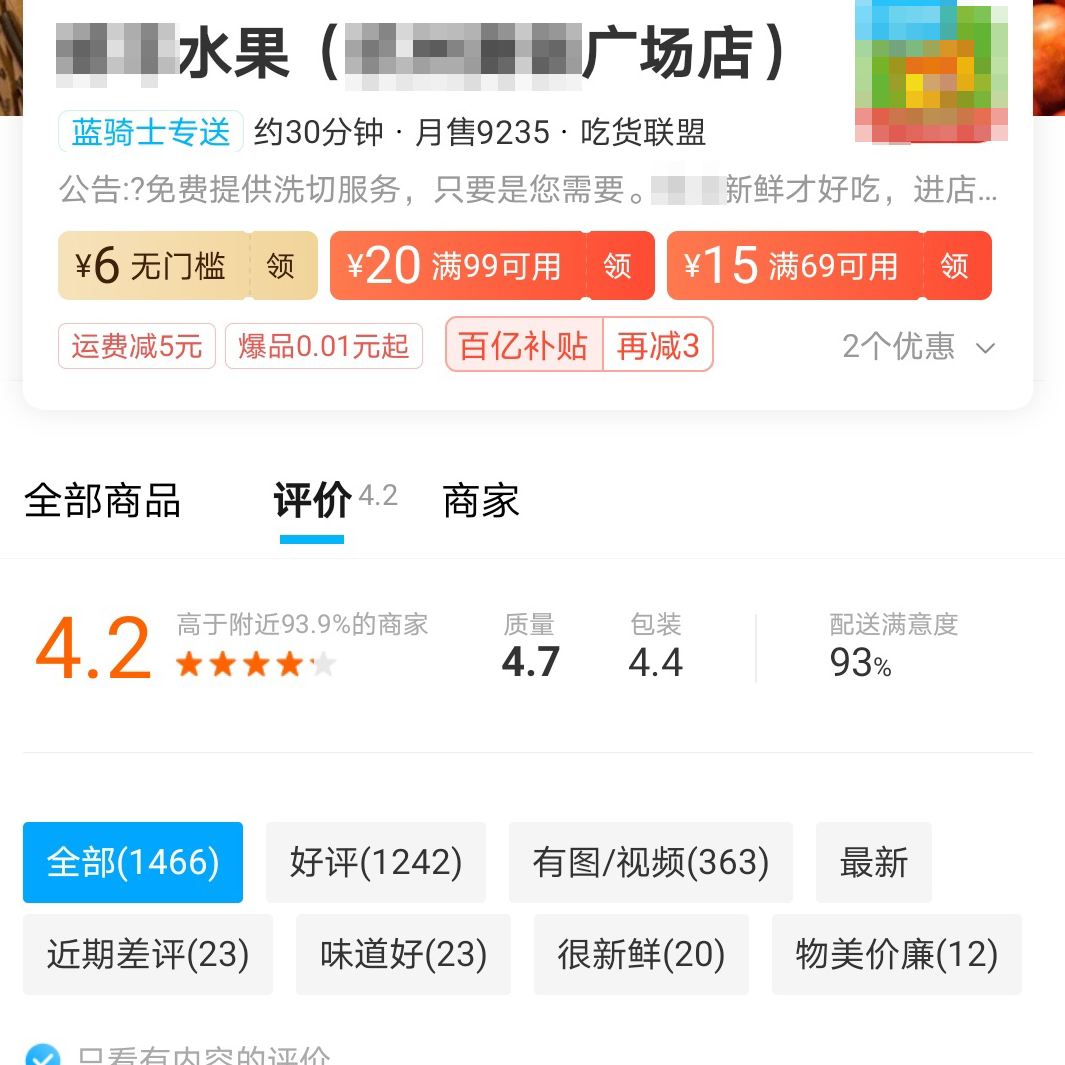 水果（广场店）
蓝骑士专送 约30分钟 · 月售9235 · 吃货联盟
公告:?免费提供洗切服务，只要是您需要。新鲜才好吃，进店...
¥6 无门槛 领 ¥20 满99可用 领 ¥15 满69可用 领
运费减5元 爆品0.01元起 百亿补贴 再减3 2个优惠
全部商品 评价 4.2 商家
4.2 高于附近93.9%的商家 质量 4.7 包装 4.4 配送满意度 93%
全部(1466) 好评(1242) 有图/视频(363) 最新
近期差评(23) 味道好(23) 很新鲜(20) 物美价廉(12)
只看有内容的评价